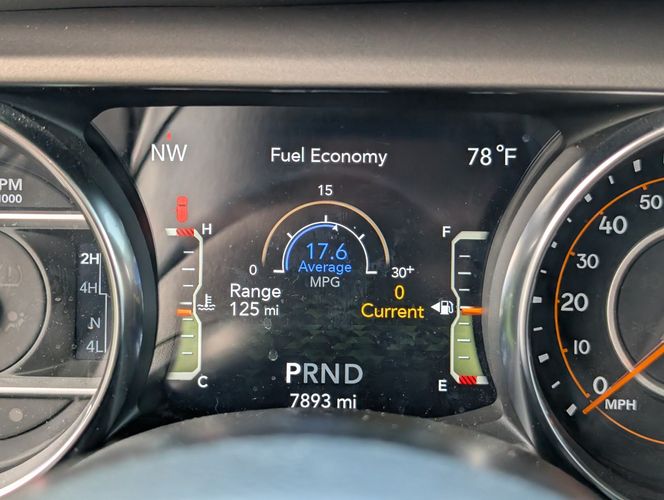 NW
Fuel Economy
78 °F
15
H
17.6
Average
MPG
0
30+
Range
125 mi
0
Current
F
C
E
PRND
7893 mi
PM
1000
2H
4H
N
4L
50
40
30
20
10
0
MPH